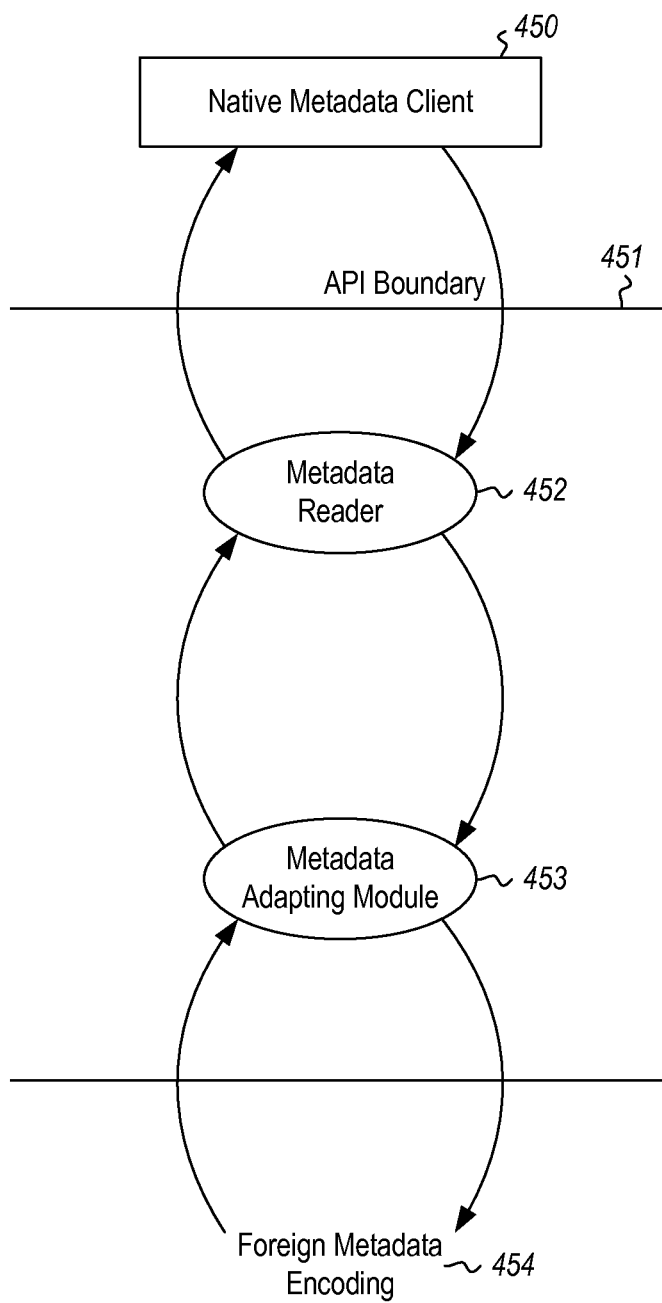 450
Native Metadata Client
451
API Boundary
Metadata
Reader
452
Metadata
Adapting Module
453
Foreign Metadata
Encoding
454